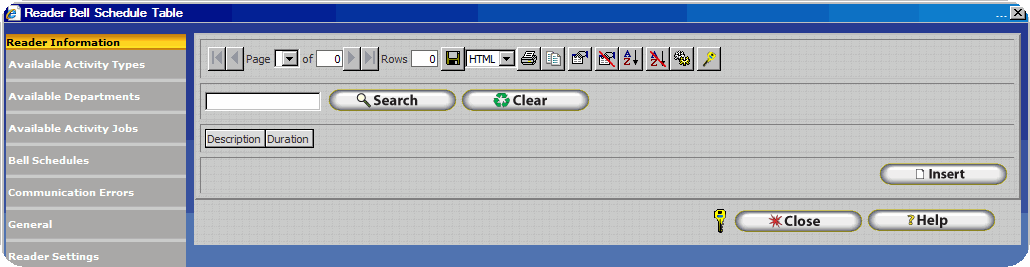 Reader Bell Schedule Table
...
Reader Information
Available Activity Types
Available Departments
Available Activity Jobs
Bell Schedules
Communication Errors
General
Reader Settings
Page of 0 Rows 0 HTML
Search Clear
Description Duration
Insert
Close ?Help